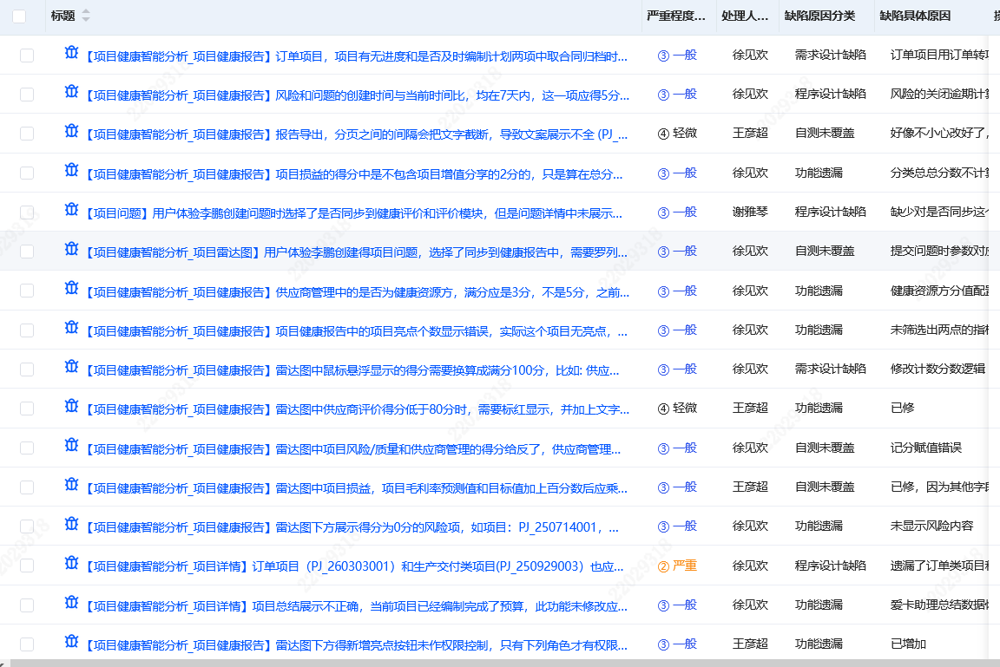 标题 严重程度... 处理人... 缺陷原因分类 缺陷具体原因
【项目健康智能分析_项目健康报告】订单项目，项目有无进度和是否及时编制计划两项中取合同归档时... ③ 一般 徐见欢 需求设计缺陷 订单项目用订单转项
【项目健康智能分析_项目健康报告】风险和问题的创建时间与当前时间比，均在7天内，这一项应得5分... ③ 一般 徐见欢 程序设计缺陷 风险的关闭逾期计算
【项目健康智能分析_项目健康报告】报告导出，分页之间的间隔会把文字截断，导致文案展示不全 (PJ_... ④ 轻微 王彦超 自测未覆盖 好像不小心改好了，
【项目健康智能分析_项目健康报告】项目损益的得分中是不包含项目增值分享的2分的，只是算在总分... ③ 一般 徐见欢 功能遗漏 分类总总分数不计算
【项目问题】用户体验李鹏创建问题时选择了是否同步到健康评价和评价模块，但是问题详情中未展示... ③ 一般 谢雅琴 程序设计缺陷 缺少对是否同步这个
【项目健康智能分析_项目雷达图】用户体验李鹏创建得项目问题，选择了同步到健康报告中，需要罗列... ③ 一般 徐见欢 自测未覆盖 提交问题时参数对应
【项目健康智能分析_项目健康报告】供应商管理中的是否为健康资源方，满分应是3分，不是5分，之前... ③ 一般 徐见欢 功能遗漏 健康资源方分值配置
【项目健康智能分析_项目健康报告】项目健康报告中的项目亮点个数显示错误，实际这个项目无亮点，... ③ 一般 徐见欢 功能遗漏 未筛选出两点的指标
【项目健康智能分析_项目健康报告】雷达图中鼠标悬浮显示的得分需要换算成满分100分，比如: 供应... ③ 一般 徐见欢 需求设计缺陷 修改计数分数逻辑
【项目健康智能分析_项目健康报告】雷达图中供应商评价得分低于80分时，需要标红显示，并加上文字... ④ 轻微 王彦超 功能遗漏 已修
【项目健康智能分析_项目健康报告】雷达图中项目风险/质量和供应商管理的得分给反了，供应商管理... ③ 一般 徐见欢 自测未覆盖 记分赋值错误
【项目健康智能分析_项目健康报告】雷达图中项目损益，项目毛利率预测值和目标值加上百分数后应乘... ③ 一般 王彦超 自测未覆盖 已修，因为其他字段
【项目健康智能分析_项目健康报告】雷达图下方展示得分为0分的风险项，如项目：PJ_250714001，... ③ 一般 徐见欢 功能遗漏 未显示风险内容
【项目健康智能分析_项目详情】订单项目（PJ_260303001）和生产交付类项目(PJ_250929003）也应... ② 严重 徐见欢 程序设计缺陷 遗漏了订单类项目和
【项目健康智能分析_项目详情】项目总结展示不正确，当前项目已经编制完成了预算，此功能未修改应... ③ 一般 徐见欢 功能遗漏 爱卡助理总结数据
【项目健康智能分析_项目健康报告】雷达图下方得新增亮点按钮未作权限控制，只有下列角色才有权限... ③ 一般 王彦超 功能遗漏 已增加